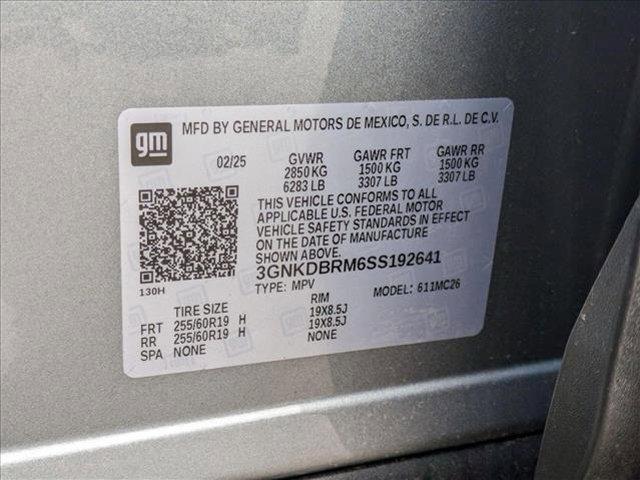 gm MFD BY GENERAL MOTORS DE MEXICO, S. DE R.L. DE C.V.
02/25 GVWR GAWR FRT GAWR RR
2850 KG 1500 KG 1500 KG
6283 LB 3307 LB 3307 LB
THIS VEHICLE CONFORMS TO ALL
APPLICABLE U.S. FEDERAL MOTOR
VEHICLE SAFETY STANDARDS IN EFFECT
ON THE DATE OF MANUFACTURE
SHOWN ABOVE.
3GNKDBRM6SS192641
130H TYPE: MPV MODEL: 611MC26
TIRE SIZE RIM
FRT 255/60R19 H 19X8.5J
RR 255/60R19 H 19X8.5J
SPA NONE NONE